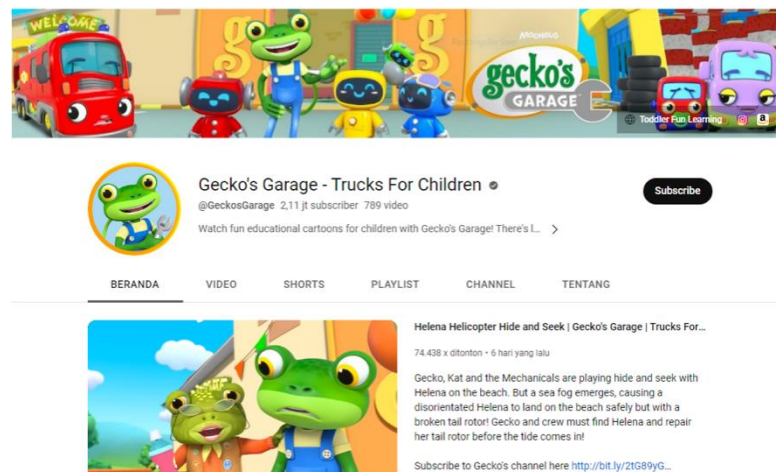 WELCOME
MOONBUG
gecko's
GARAGE
Toddler Fun Learning
Gecko's Garage - Trucks For Children
@GeckosGarage 2,11 jt subscriber 789 video
Subscribe
Watch fun educational cartoons for children with Gecko's Garage! There's l...
BERANDA VIDEO SHORTS PLAYLIST CHANNEL TENTANG
Helena Helicopter Hide and Seek | Gecko's Garage | Trucks For...
74.438 x ditonton • 6 hari yang lalu
Gecko, Kat and the Mechanicals are playing hide and seek with
Helena on the beach. But a sea fog emerges, causing a
disorientated Helena to land on the beach safely but with a
broken tail rotor! Gecko and crew must find Helena and repair
her tail rotor before the tide comes in!
Subscribe to Gecko's channel here http://bit.ly/2tG89yG...